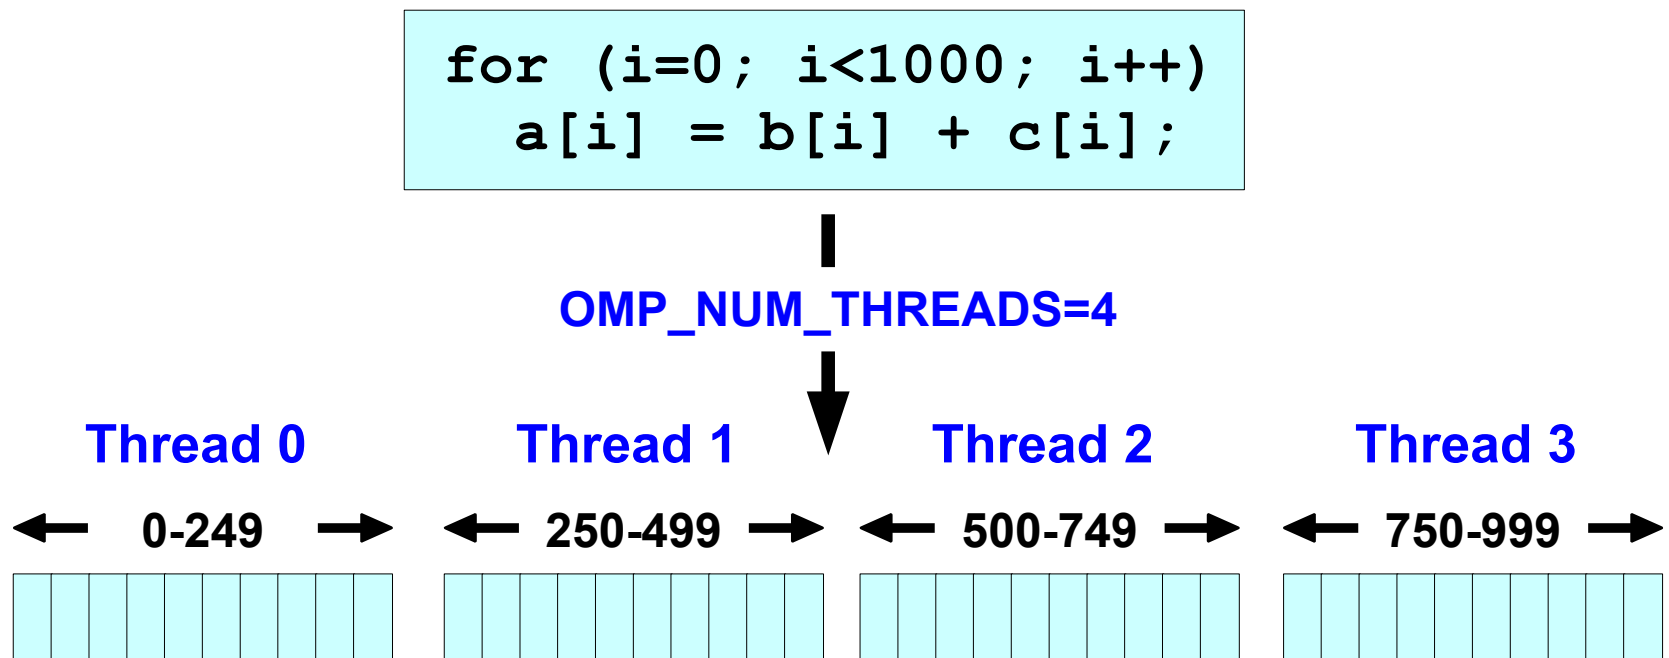 for (i=0; i<1000; i++)
a[i] = b[i] + c[i];
OMP_NUM_THREADS=4
Thread 0 Thread 1 Thread 2 Thread 3
0-249 250-499 500-749 750-999